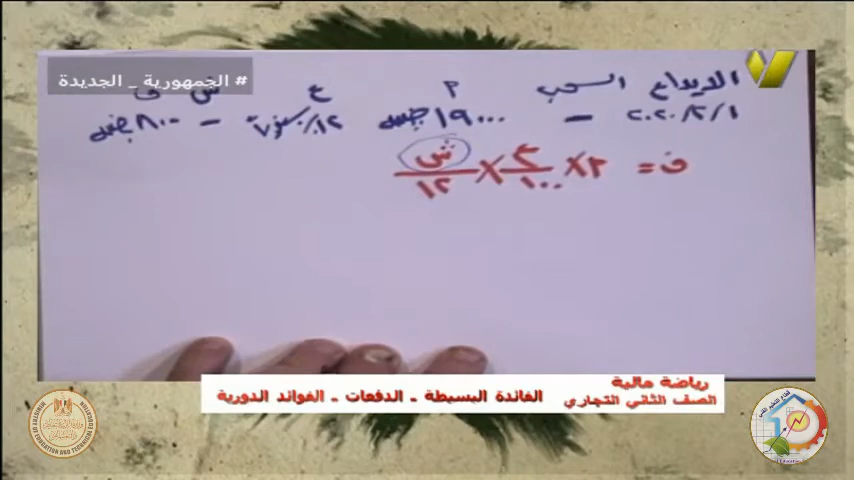 # الجمهورية _ الجديدة
الايداع السحب م ع ش ف
٢٠٢٠/٢/١ – ١٩٠٠٠ جنيه ١٢٪ سنويا – ٨٠٠ جنيه
ف = م × ع/١٠٠ × ش/١٢
رياضة مالية
الصف الثاني التجاري
الفائدة البسيطة _ الدفعات _ الفوائد الدورية